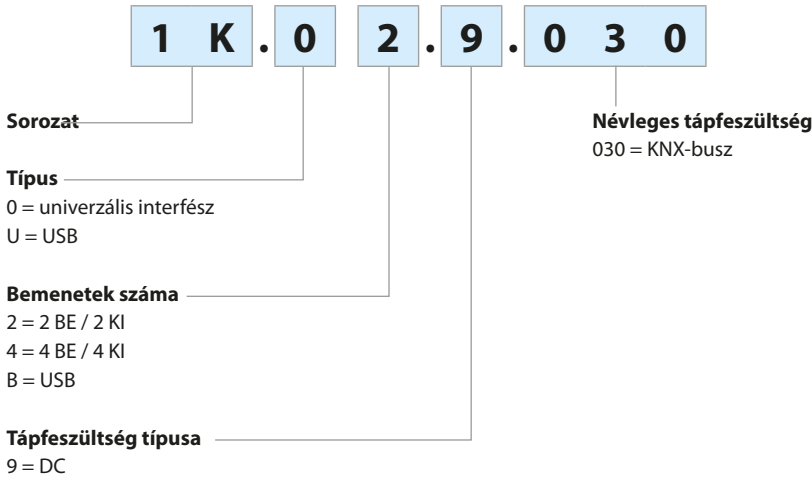 1 K . 0 2 . 9 . 0 3 0
Sorozat
Névleges tápfeszültség
030 = KNX-busz
Típus
0 = univerzális interfész
U = USB
Bemenetek száma
2 = 2 BE / 2 KI
4 = 4 BE / 4 KI
B = USB
Tápfeszültség típusa
9 = DC